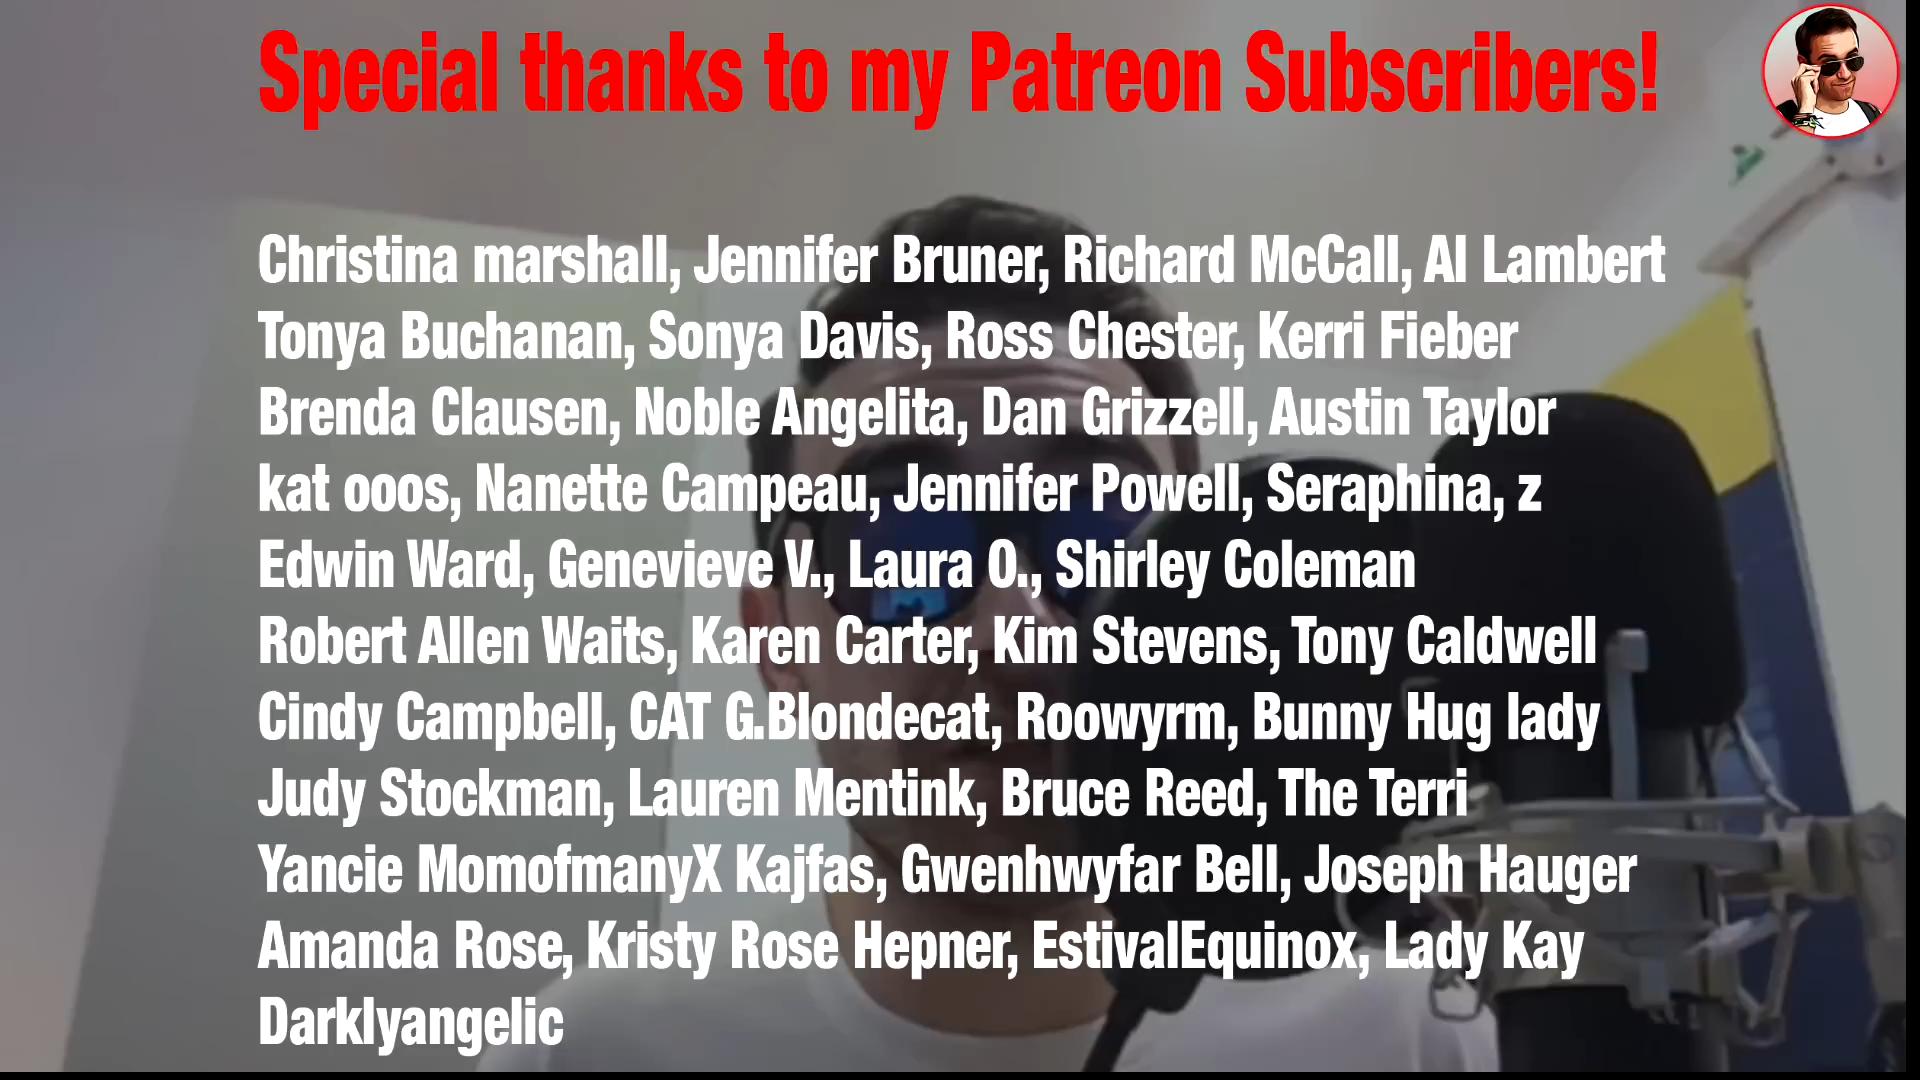 Special thanks to my Patreon Subscribers!
Christina marshall, Jennifer Bruner, Richard McCall, Al Lambert
Tonya Buchanan, Sonya Davis, Ross Chester, Kerri Fieber
Brenda Clausen, Noble Angelita, Dan Grizzell, Austin Taylor
kat ooos, Nanette Campeau, Jennifer Powell, Seraphina, z
Edwin Ward, Genevieve V., Laura O., Shirley Coleman
Robert Allen Waits, Karen Carter, Kim Stevens, Tony Caldwell
Cindy Campbell, CAT G.Blondecat, Roowyrm, Bunny Hug lady
Judy Stockman, Lauren Mentink, Bruce Reed, The Terri
Yancie MomofmanyX Kajfas, Gwenhwyfar Bell, Joseph Hauger
Amanda Rose, Kristy Rose Hepner, EstivalEquinox, Lady Kay
Darklyangelic